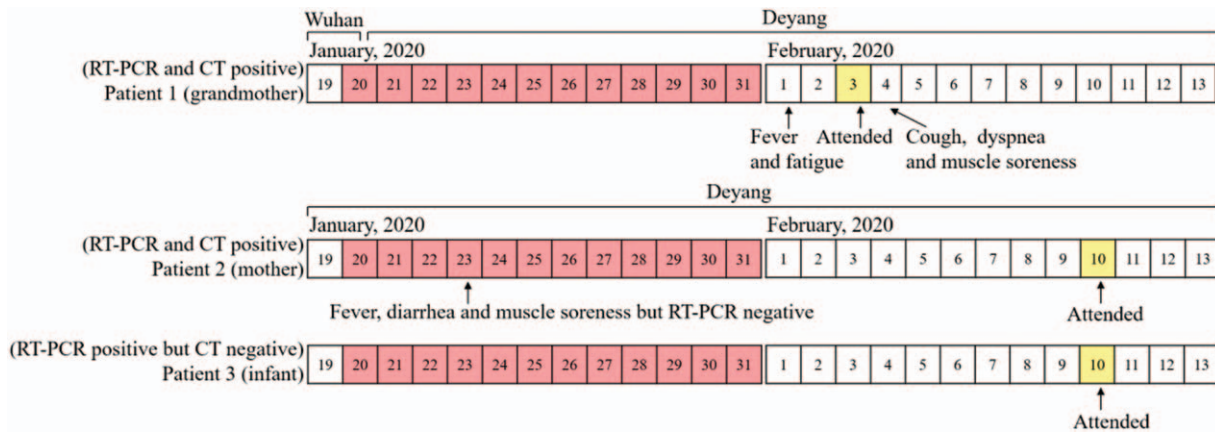 Wuhan Deyang
January, 2020 February, 2020
(RT-PCR and CT positive)
Patient 1 (grandmother)
19 20 21 22 23 24 25 26 27 28 29 30 31 1 2 3 4 5 6 7 8 9 10 11 12 13
Fever Attended Cough, dyspnea
and fatigue and muscle soreness
Deyang
January, 2020 February, 2020
(RT-PCR and CT positive)
Patient 2 (mother)
19 20 21 22 23 24 25 26 27 28 29 30 31 1 2 3 4 5 6 7 8 9 10 11 12 13
Fever, diarrhea and muscle soreness but RT-PCR negative Attended
(RT-PCR positive but CT negative)
Patient 3 (infant)
19 20 21 22 23 24 25 26 27 28 29 30 31 1 2 3 4 5 6 7 8 9 10 11 12 13
Attended